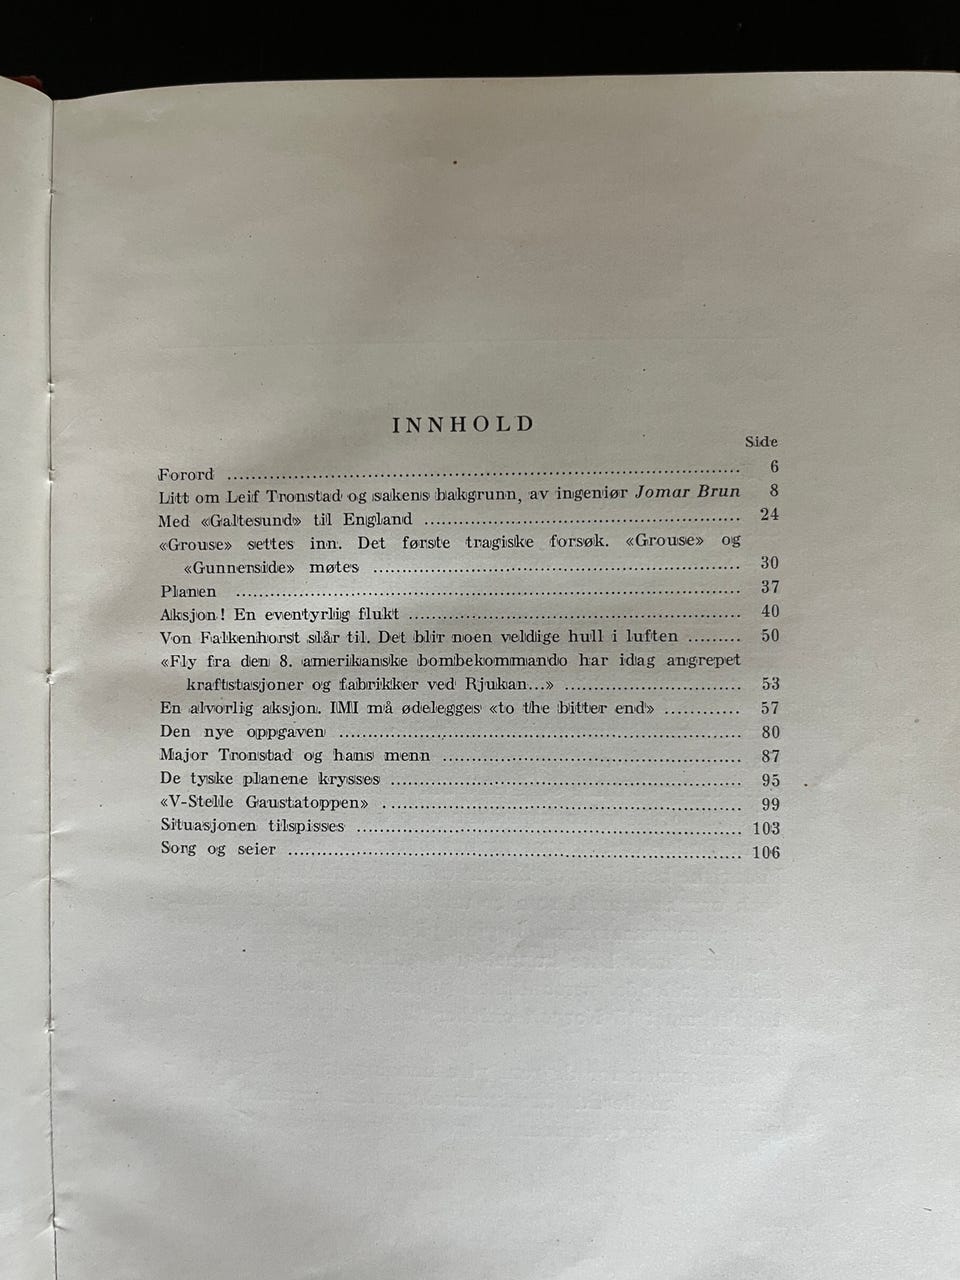 INNHOLD
Side
Forord ........ 6
Litt om Leif Tronstad og sakens bakgrunn, av ingeniør Jomar Brun 8
Med «Galtesund» til England ........ 24
«Grouse» settes inn. Det første tragiske forsøk. «Grouse» og
«Gunnerside» møtes ........ 30
Planen ........ 37
Aksjon! En eventyrlig flukt ........ 40
Von Falkenhorst slår til. Det blir noen veldige hull i luften ........ 50
«Fly fra den 8. amerikanske bombekommando har idag angrepet
kraftstasjoner og fabrikker ved Rjukan...» ........ 53
En alvorlig aksjon. IMI må ødelegges «to the bitter end» ........ 57
Den nye oppgaven ........ 80
Major Tronstad og hans menn ........ 87
De tyske planene krysses ........ 95
«V-Stelle Gaustatoppen» ........ 99
Situasjonen tilspisses ........ 103
Sorg og seier ........ 106